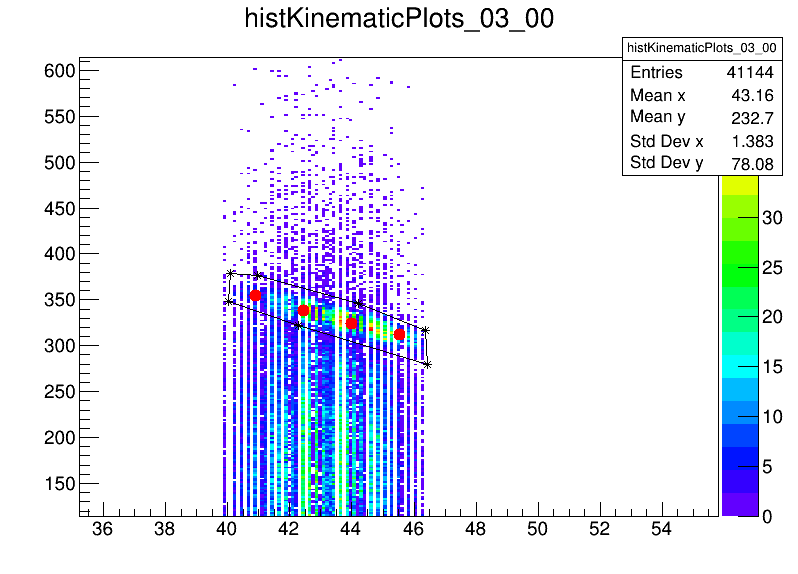 histKinematicPlots_03_00
histKinematicPlots_03_00
Entries 41144
Mean x 43.16
Mean y 232.7
Std Dev x 1.383
Std Dev y 78.08
600
550
500
450
400
350
300
250
200
150
30
25
20
15
10
5
0
36 38 40 42 44 46 48 50 52 54